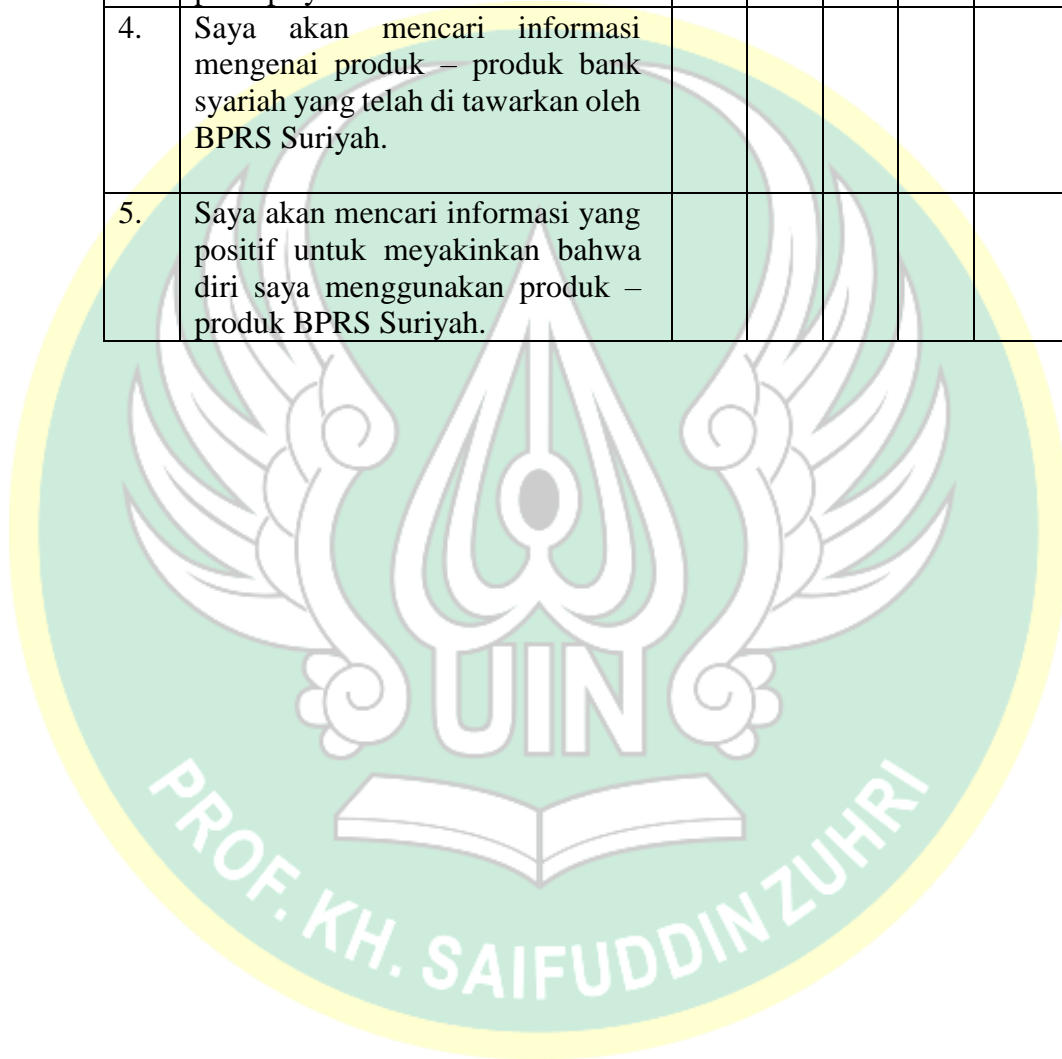 4. Saya akan mencari informasi
mengenai produk – produk bank
syariah yang telah di tawarkan oleh
BPRS Suriyah.
5. Saya akan mencari informasi yang
positif untuk meyakinkan bahwa
diri saya menggunakan produk –
produk BPRS Suriyah.
UIN
PROF. KH. SAIFUDDIN ZUHRI